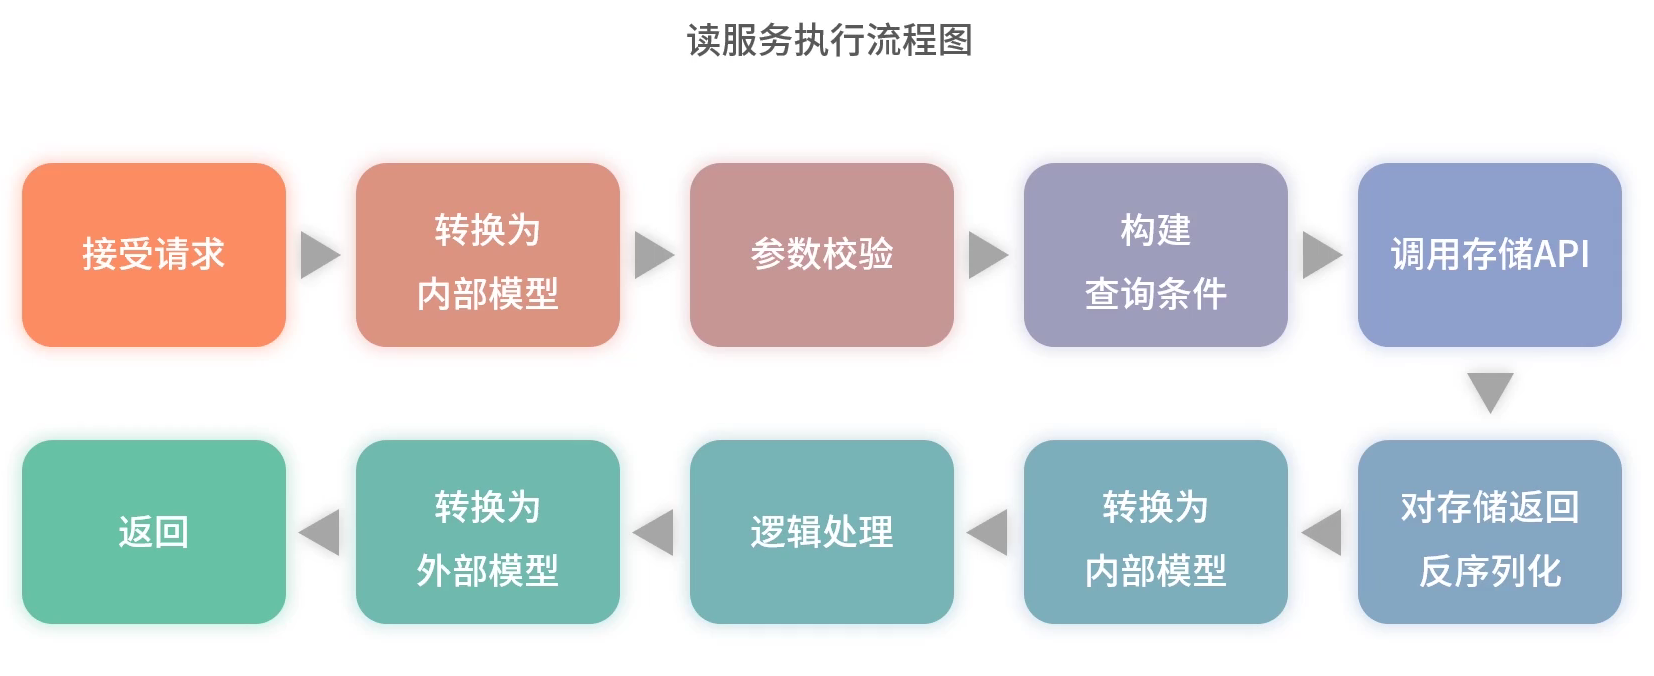 读服务执行流程图
接受请求
转换为
内部模型
参数校验
构建
查询条件
调用存储API
对存储返回
反序列化
转换为
内部模型
逻辑处理
转换为
外部模型
返回